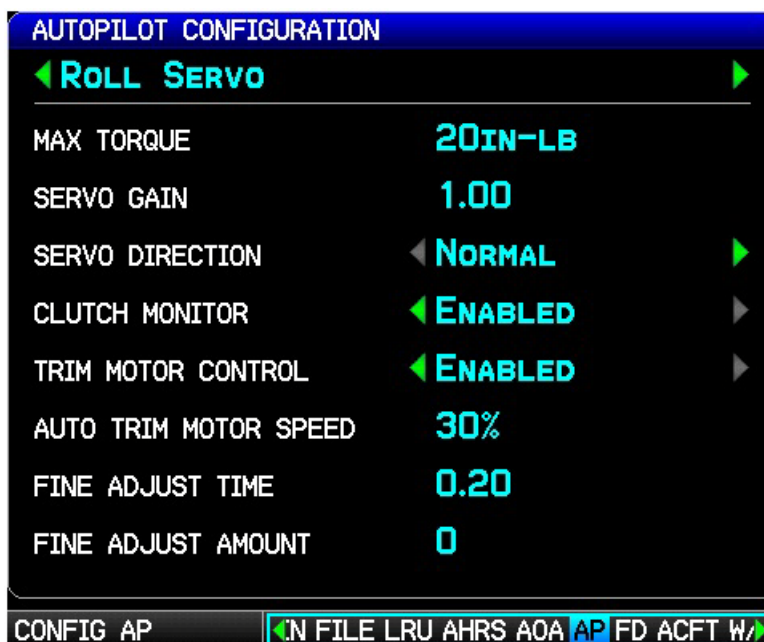 AUTOPILOT CONFIGURATION
ROLL SERVO
MAX TORQUE 20IN-LB
SERVO GAIN 1.00
SERVO DIRECTION NORMAL
CLUTCH MONITOR ENABLED
TRIM MOTOR CONTROL ENABLED
AUTO TRIM MOTOR SPEED 30%
FINE ADJUST TIME 0.20
FINE ADJUST AMOUNT 0
CONFIG AP FILE LRU AHRS AOA AP FD ACFT